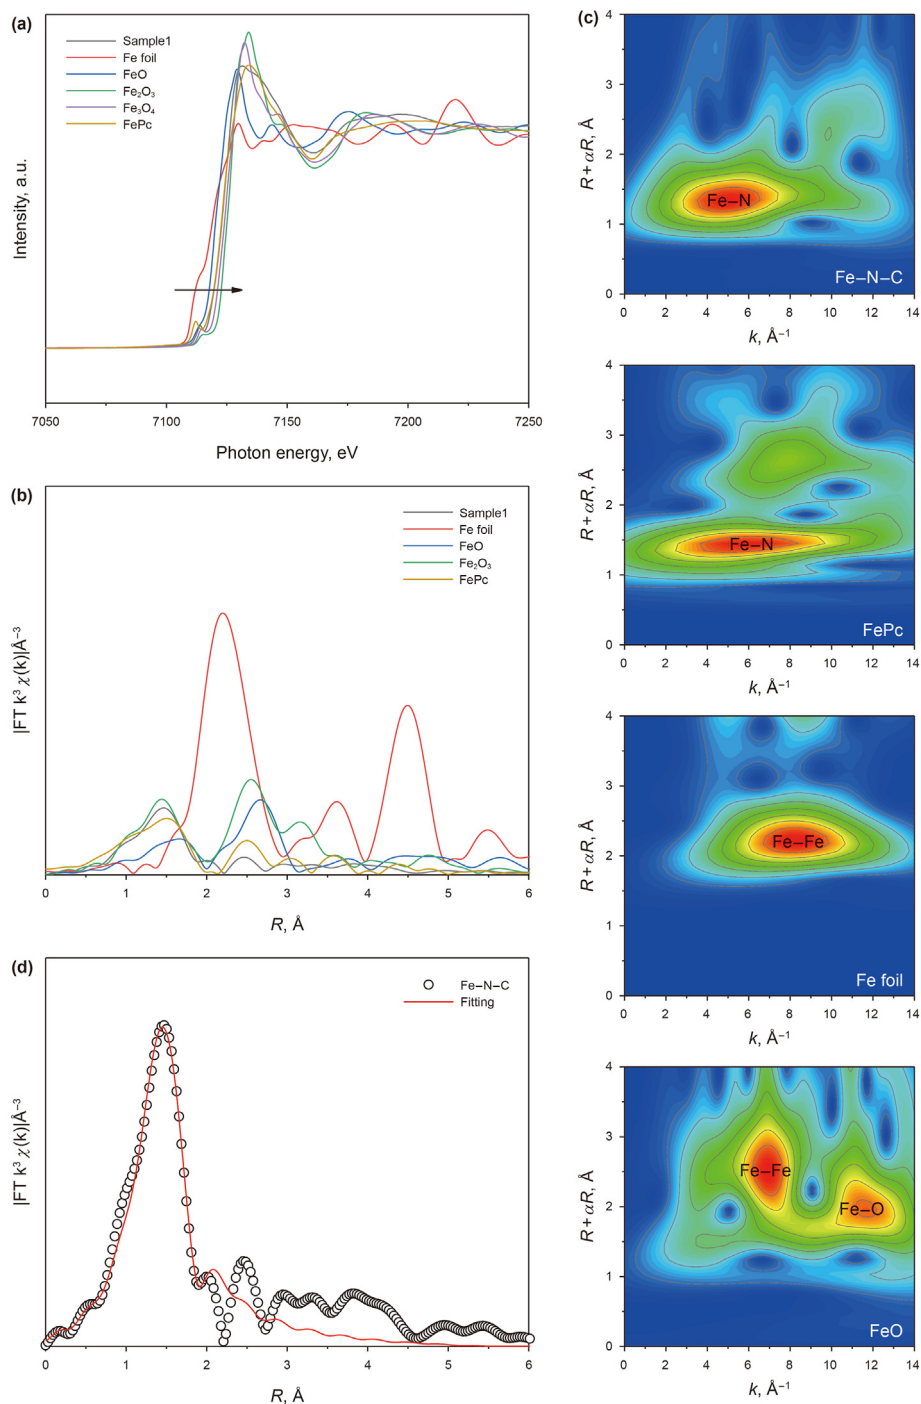 (a)
Sample1
Fe foil
FeO
Fe₂O₃
Fe₃O₄
FePc
Intensity, a.u.
7050 7100 7150 7200 7250
Photon energy, eV
(b)
Sample1
Fe foil
FeO
Fe₂O₃
FePc
|FT k³ χ(k)|Å⁻³
0 1 2 3 4 5 6
R, Å
(d)
Fe–N–C
Fitting
|FT k³ χ(k)|Å⁻³
0 1 2 3 4 5 6
R, Å
(c)
4
3
2
1
0
R+αR, Å
Fe–N
Fe–N–C
0 2 4 6 8 10 12 14
k, Å⁻¹
4
3
2
1
0
R+αR, Å
Fe–N
FePc
0 2 4 6 8 10 12 14
k, Å⁻¹
4
3
2
1
0
R+αR, Å
Fe–Fe
Fe foil
0 2 4 6 8 10 12 14
k, Å⁻¹
4
3
2
1
0
R+αR, Å
Fe–Fe
Fe–O
FeO
0 2 4 6 8 10 12 14
k, Å⁻¹